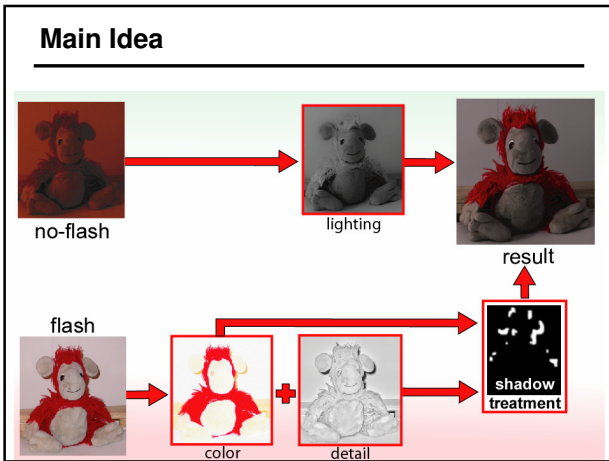 Main Idea
no-flash
lighting
result
flash
color
detail
shadow
treatment